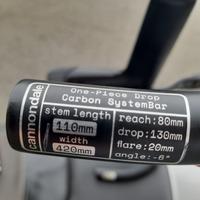 cannondale
One-Piece Drop
Carbon SystemBar
stem length
110mm
width
420mm
reach:80mm
drop:130mm
flare:20mm
angle:-6°